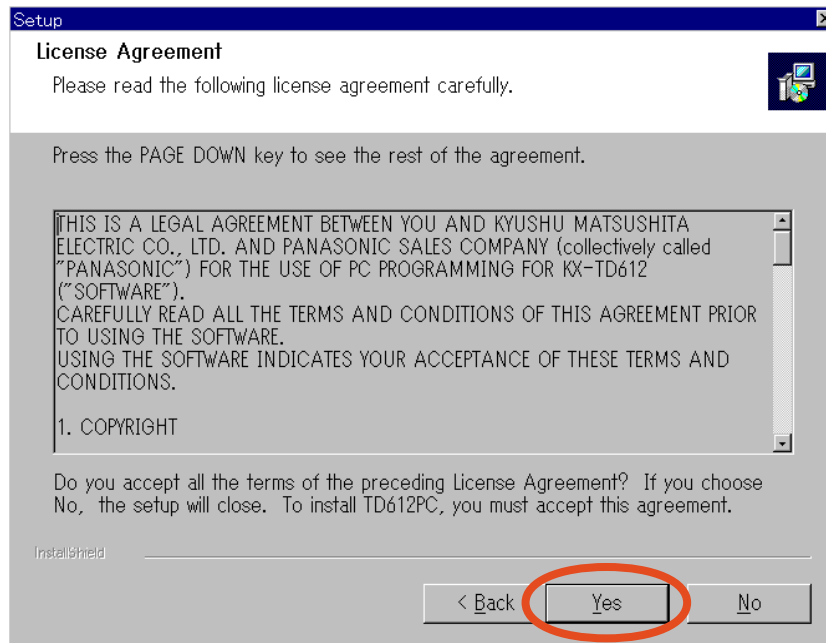 Setup
License Agreement
Please read the following license agreement carefully.
Press the PAGE DOWN key to see the rest of the agreement.
THIS IS A LEGAL AGREEMENT BETWEEN YOU AND KYUSHU MATSUSHITA
ELECTRIC CO., LTD. AND PANASONIC SALES COMPANY (collectively called
"PANASONIC") FOR THE USE OF PC PROGRAMMING FOR KX-TD612
("SOFTWARE").
CAREFULLY READ ALL THE TERMS AND CONDITIONS OF THIS AGREEMENT PRIOR
TO USING THE SOFTWARE.
USING THE SOFTWARE INDICATES YOUR ACCEPTANCE OF THESE TERMS AND
CONDITIONS.
1. COPYRIGHT
Do you accept all the terms of the preceding License Agreement? If you choose
No, the setup will close. To install TD612PC, you must accept this agreement.
InstallShield
< Back Yes No